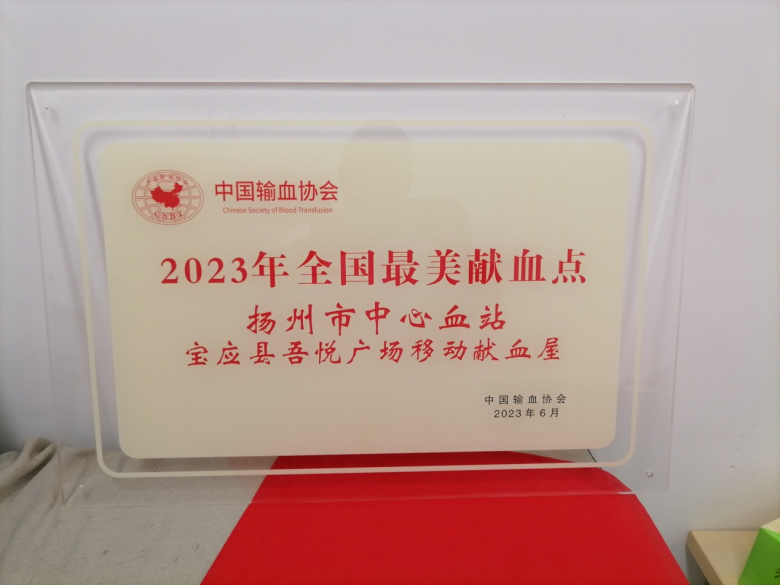 中国输血协会
Chinese Society of Blood Transfusion
CSBT
2023年全国最美献血点
扬州市中心血站
宝应县吾悦广场移动献血屋
中国输血协会
2023年6月